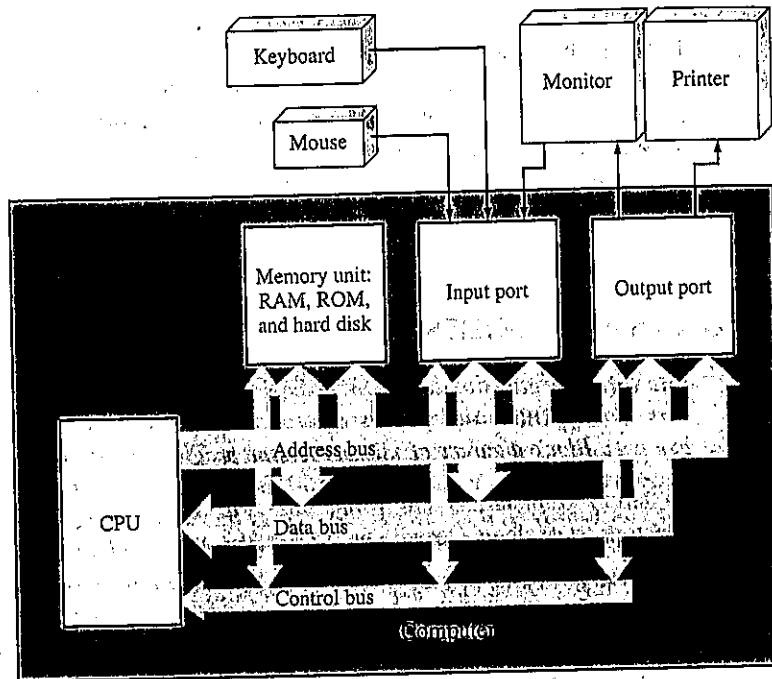 Keyboard
Monitor
Printer
Mouse
Memory unit:
RAM, ROM,
and hard disk
Input port
Output port
Address bus
CPU
Data bus
Control bus
Computer